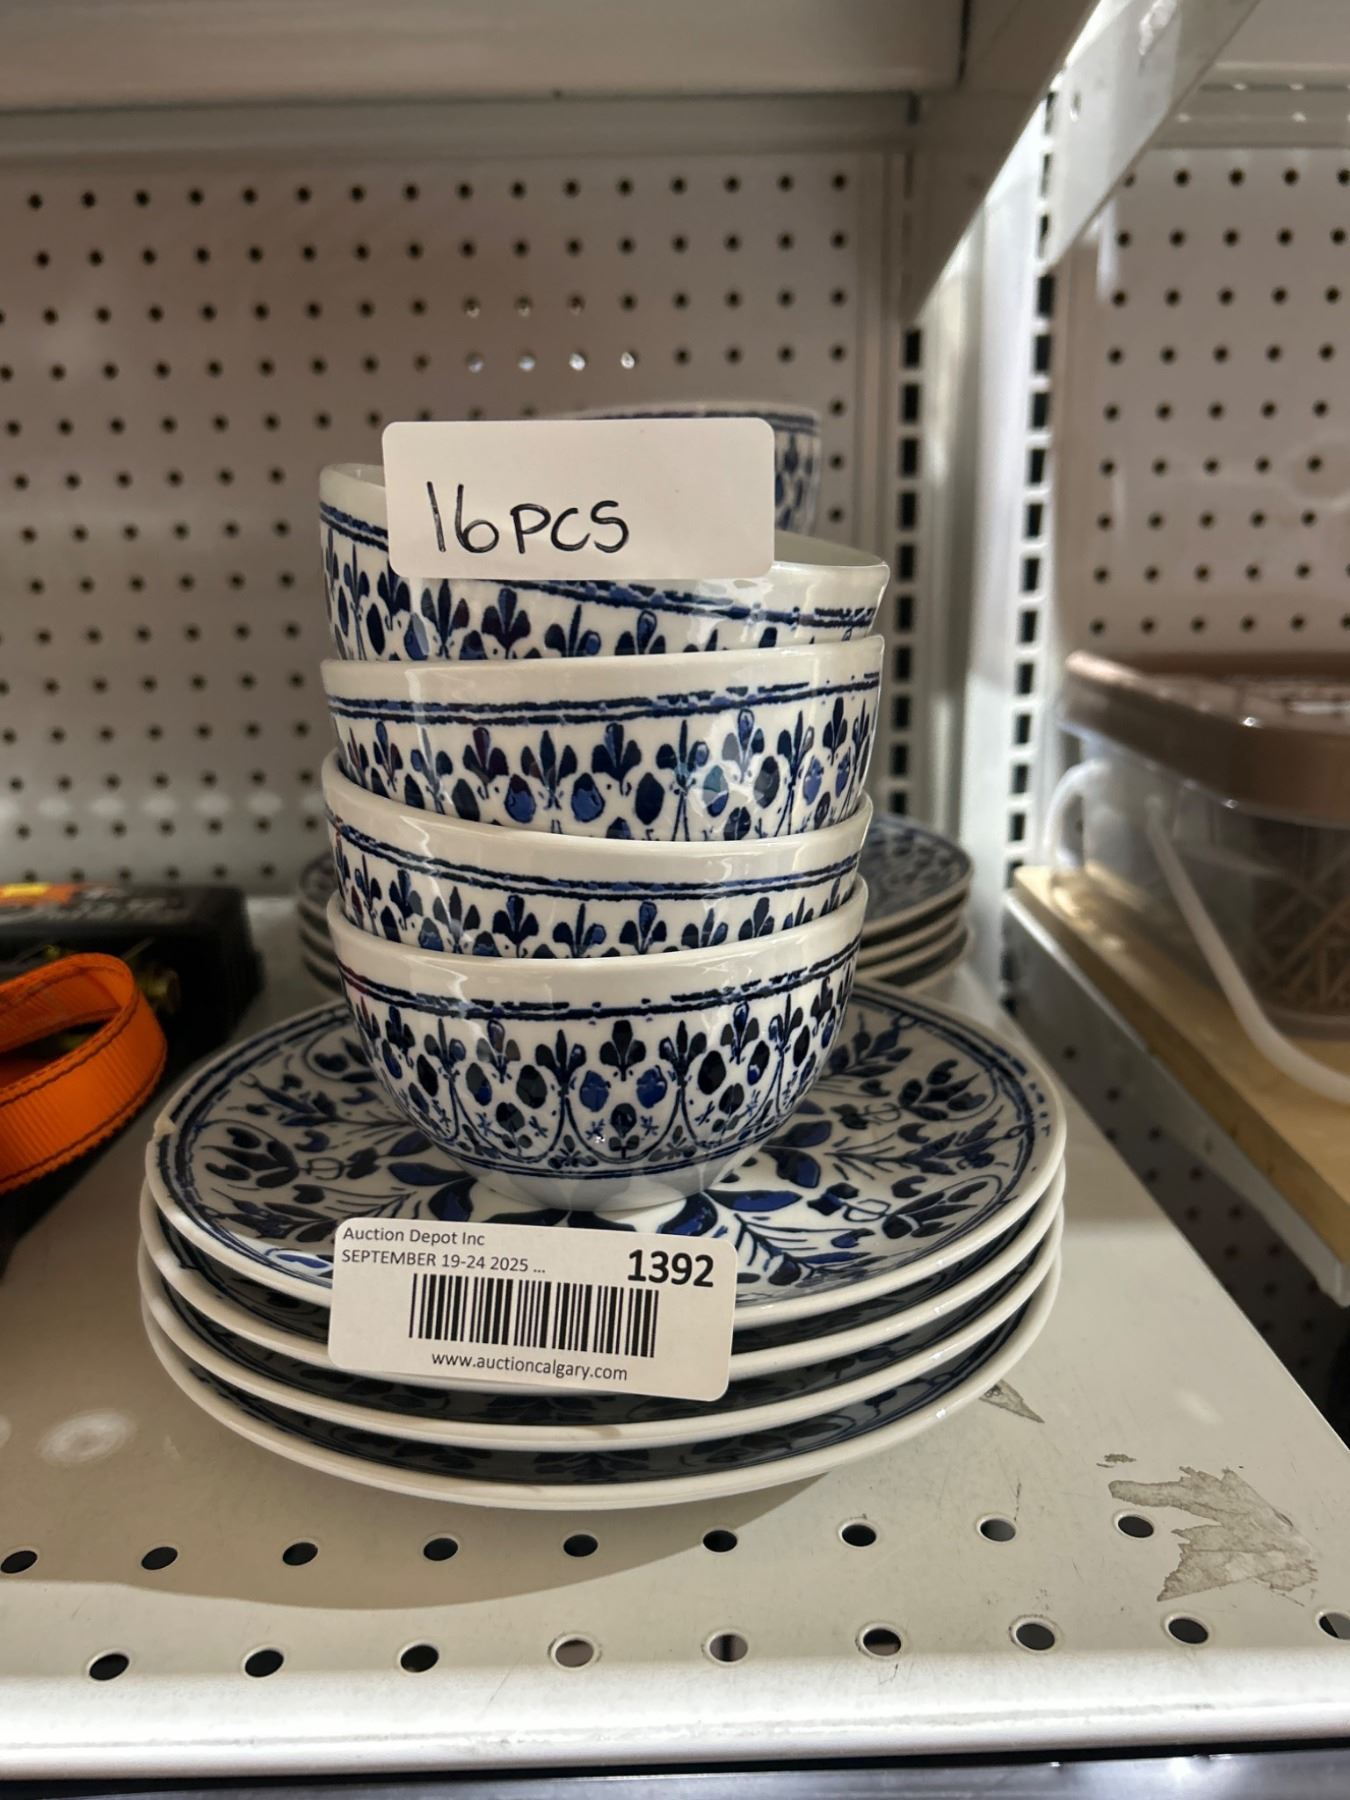 16PCS
Auction Depot Inc
SEPTEMBER 19-24 2025 ...
1392
www.auctioncalgary.com